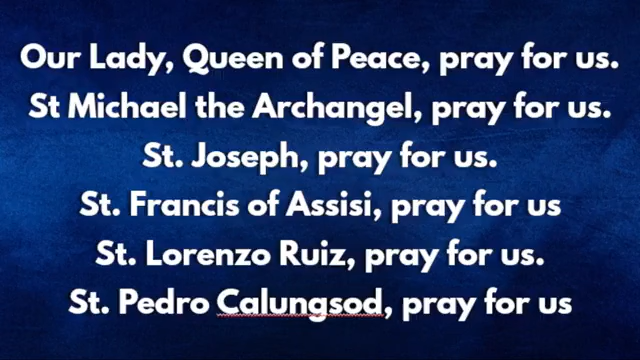 Our Lady, Queen of Peace, pray for us.
St Michael the Archangel, pray for us.
St. Joseph, pray for us.
St. Francis of Assisi, pray for us
St. Lorenzo Ruiz, pray for us.
St. Pedro Calungsod, pray for us